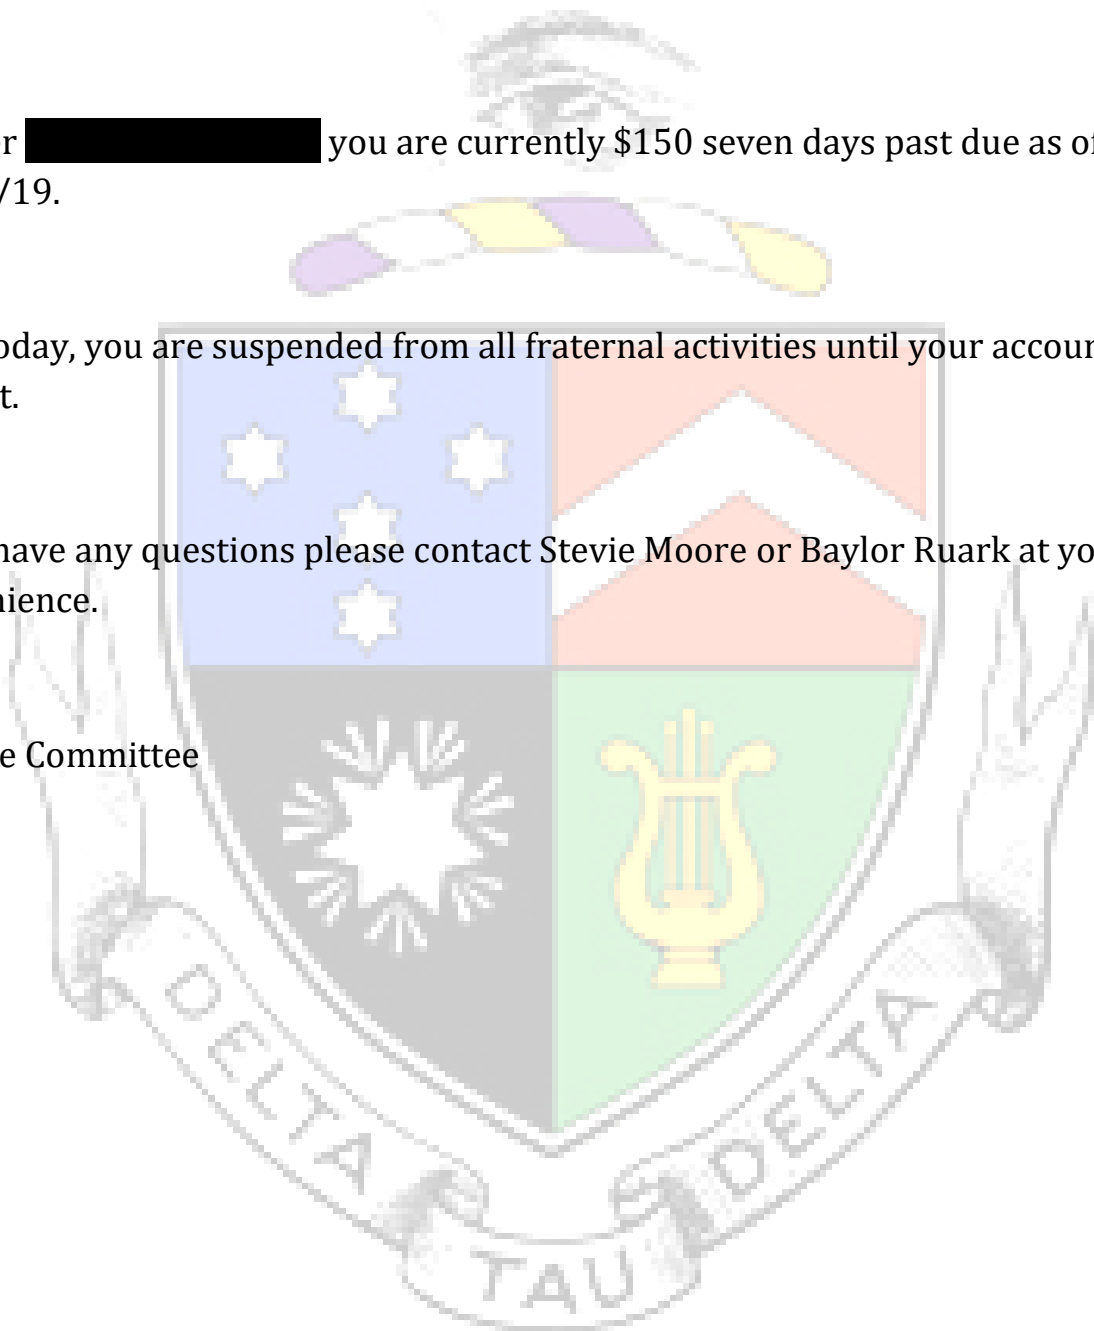 er you are currently $150 seven days past due as of
/19.
oday, you are suspended from all fraternal activities until your accoun
t.
have any questions please contact Stevie Moore or Baylor Ruark at yo
nience.
e Committee
DELTA
TAU
DELTA